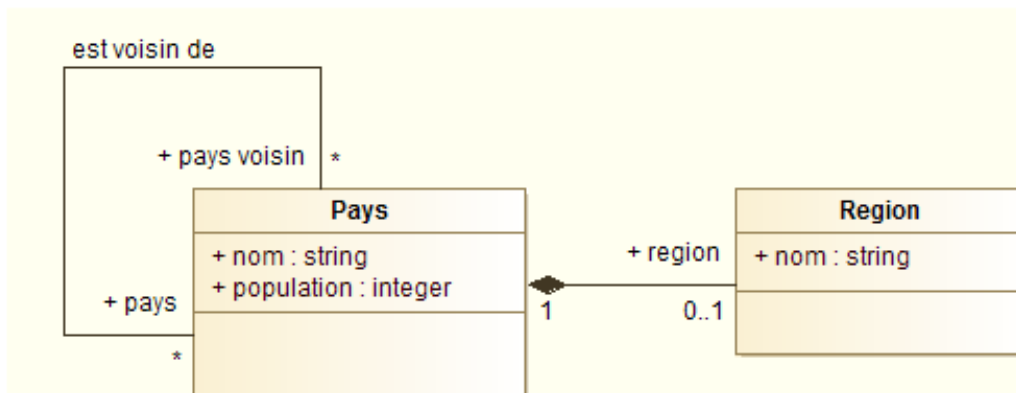 est voisin de
+ pays voisin *
Pays
+ nom : string
+ population : integer
+ pays
*
1
+ region
0..1
Region
+ nom : string